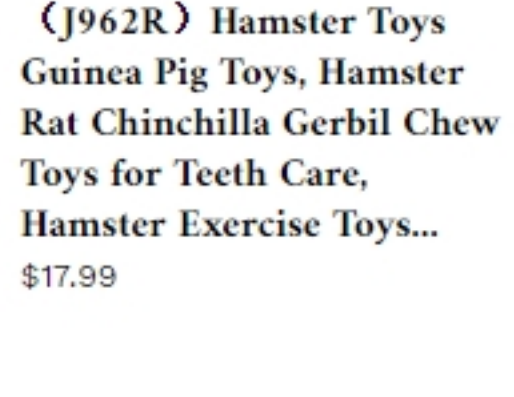 （J962R）Hamster Toys
Guinea Pig Toys, Hamster
Rat Chinchilla Gerbil Chew
Toys for Teeth Care,
Hamster Exercise Toys...
$17.99